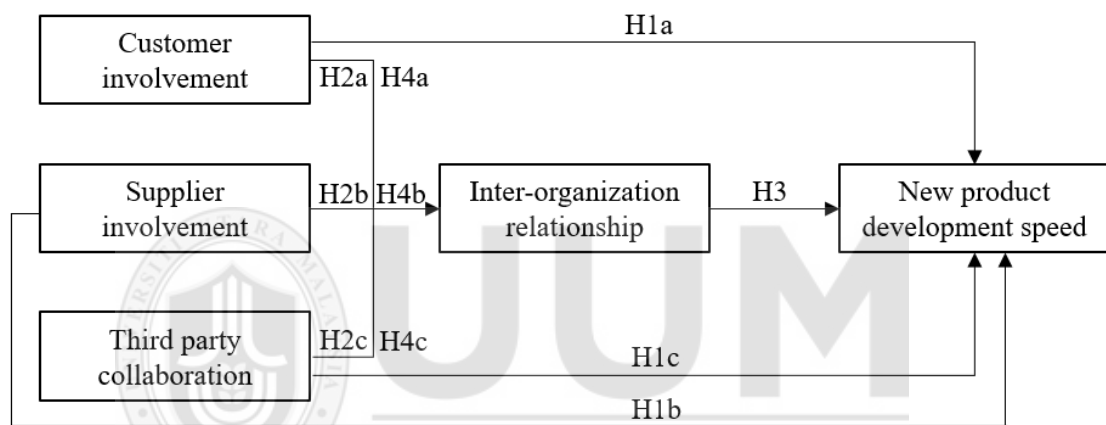 H1a
Customer
involvement
H2a
H4a
Supplier
involvement
H2b
H4b
Inter-organization
relationship
H3
New product
development speed
Third party
collaboration
H2c
H4c
H1c
H1b
UUM